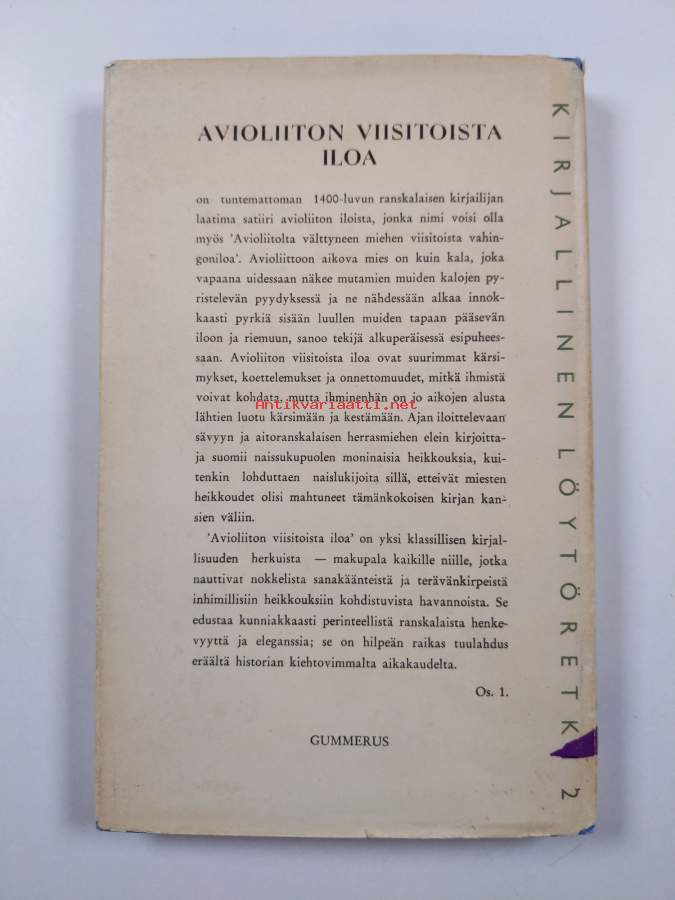 AVIOLIITON VIISITOISTA
ILOA
on tuntemattoman 1400-luvun ranskalaisen kirjailijan
laatima satiiri avioliiton iloista, jonka nimi voisi olla
myös 'Avioliitolta välttyneen miehen viisitoista vahin-
goniloa'. Avioliittoon aikova mies on kuin kala, joka
vapaana uidessaan näkee mutamien muiden kalojen py-
ristelevän pyydyksessä ja ne nähdessään alkaa innok-
kaasti pyrkiä sisään luullen muiden tapaan pääsevän
iloon ja riemuun, sanoo tekijä alkuperäisessä esipuhees-
saan. Avioliiton viisitoista iloa ovat suurimmat kärsi-
mykset, koettelemukset ja onnettomuudet, mitkä ihmistä
voivat kohdata, mutta ihminenhän on jo aikojen alusta
Antikvariaatti.net
lähtien luotu kärsimään ja kestämään. Ajan iloittelevaan
sävyyn ja aitoranskalaisen herrasmiehen elein kirjoitta-
ja suomii naissukupuolen moninaisia heikkouksia, kui-
tenkin lohduttaen naislukijoita sillä, etteivät miesten
heikkoudet olisi mahtuneet tämänkokoisen kirjan kan-
sien väliin.
'Avioliiton viisitoista iloa' on yksi klassillisen kirjal-
lisuuden herkuista — makupala kaikille niille, jotka
nauttivat nokkelista sanakäänteistä ja terävänkirpeistä
inhimillisiin heikkouksiin kohdistuvista havannoista. Se
edustaa kunniakkaasti perinteellistä ranskalaista henke-
vyyttä ja eleganssia; se on hilpeän raikas tuulahdus
eräältä historian kiehtovimmalta aikakaudelta.
Os. 1.
GUMMERUS
KIRJALLINEN LÖYTÖRETK 2